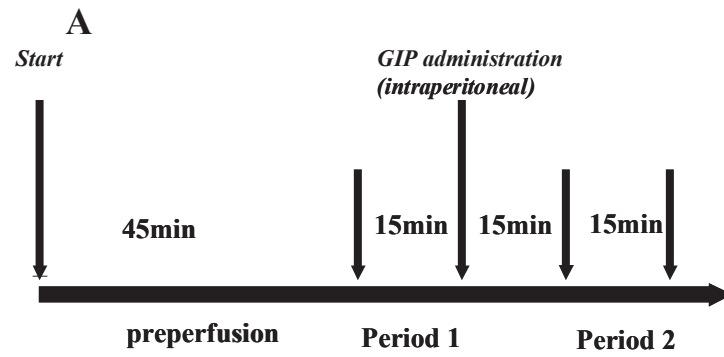 A
Start
GIP administration
(intraperitoneal)
45min
15min
15min
15min
preperfusion
Period 1
Period 2